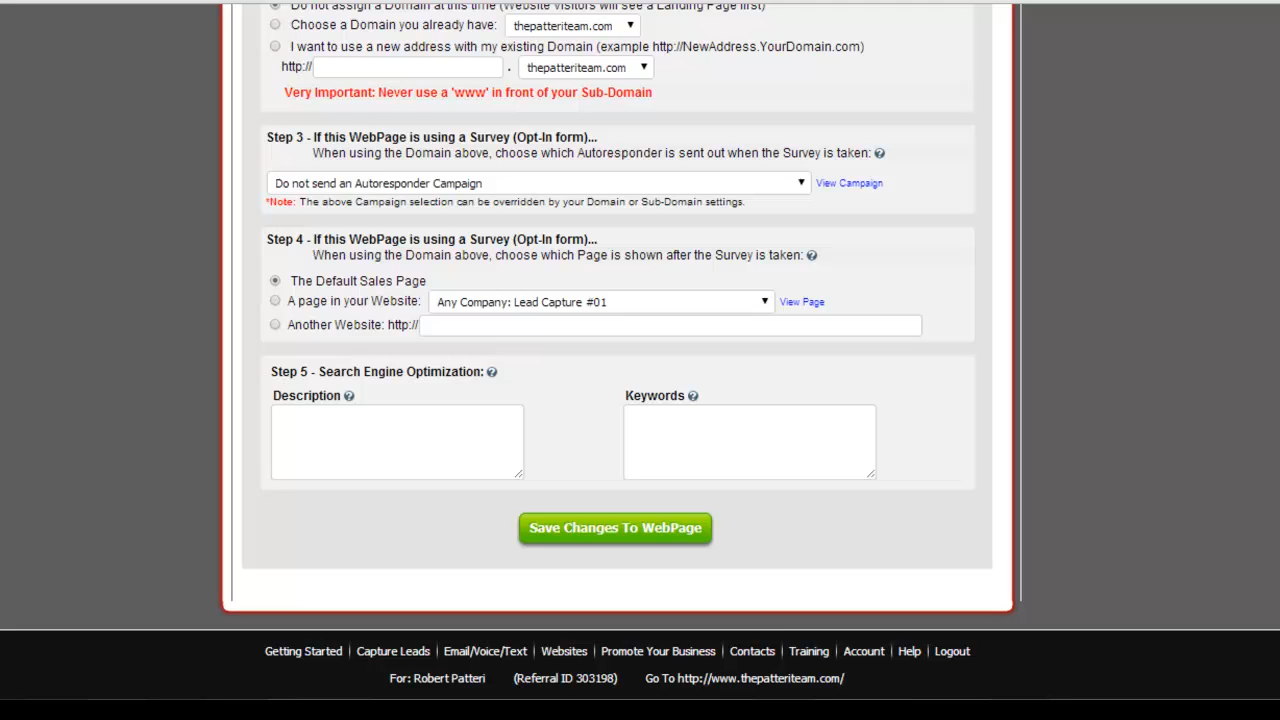 Do not assign a Domain at this time (Website visitors will see a Landing Page first)
Choose a Domain you already have: thepatteriteam.com
I want to use a new address with my existing Domain (example http://NewAddress.YourDomain.com)
http:// . thepatteriteam.com
Very Important: Never use a 'www' in front of your Sub-Domain
Step 3 - If this WebPage is using a Survey (Opt-In form)...
When using the Domain above, choose which Autoresponder is sent out when the Survey is taken: ?
Do not send an Autoresponder Campaign View Campaign
*Note: The above Campaign selection can be overridden by your Domain or Sub-Domain settings.
Step 4 - If this WebPage is using a Survey (Opt-In form)...
When using the Domain above, choose which Page is shown after the Survey is taken: ?
The Default Sales Page
A page in your Website: Any Company: Lead Capture #01 View Page
Another Website: http://
Step 5 - Search Engine Optimization: ?
Description ? Keywords ?
Save Changes To WebPage
Getting Started | Capture Leads | Email/Voice/Text | Websites | Promote Your Business | Contacts | Training | Account | Help | Logout
For: Robert Patteri (Referral ID 303198) Go To http://www.thepatteriteam.com/